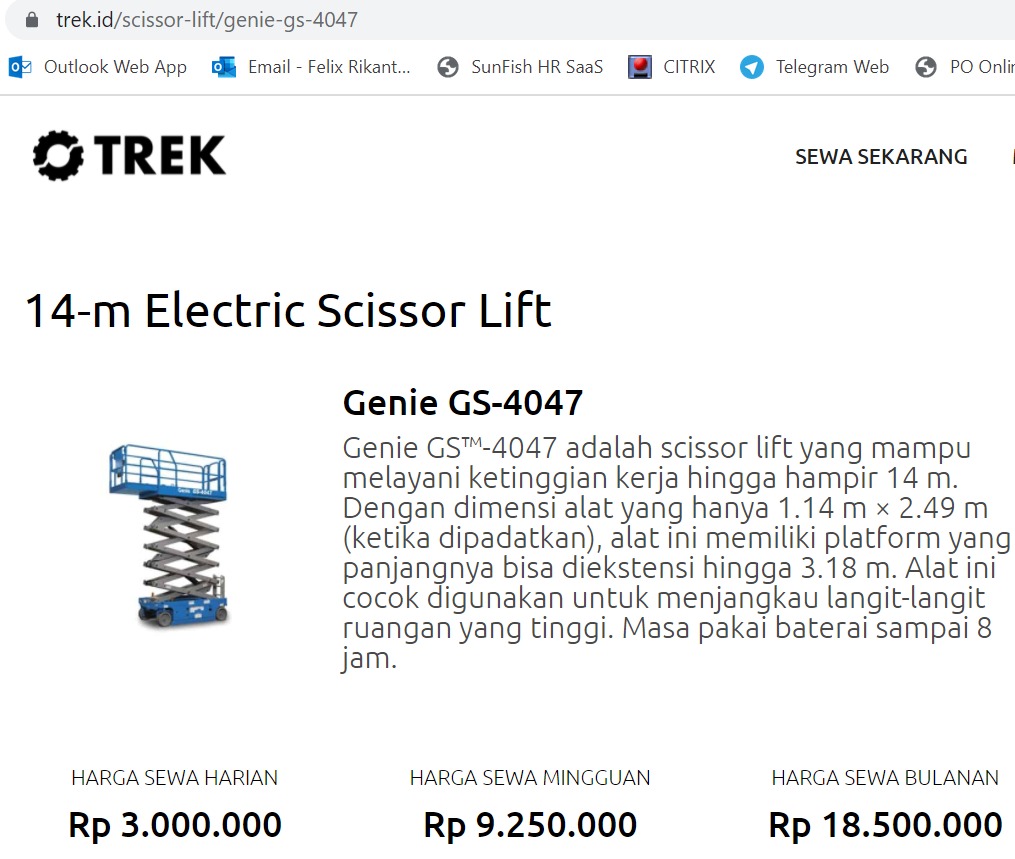 trek.id/scissor-lift/genie-gs-4047
Outlook Web App Email - Felix Rikant... SunFish HR SaaS CITRIX Telegram Web PO Onlin
TREK
SEWA SEKARANG
14-m Electric Scissor Lift
Genie GS-4047
Genie GS™-4047 adalah scissor lift yang mampu
melayani ketinggian kerja hingga hampir 14 m.
Dengan dimensi alat yang hanya 1.14 m × 2.49 m
(ketika dipadatkan), alat ini memiliki platform yang
panjangnya bisa diekstensi hingga 3.18 m. Alat ini
cocok digunakan untuk menjangkau langit-langit
ruangan yang tinggi. Masa pakai baterai sampai 8
jam.
Genie GS-4047
HARGA SEWA HARIAN HARGA SEWA MINGGUAN HARGA SEWA BULANAN
Rp 3.000.000 Rp 9.250.000 Rp 18.500.000